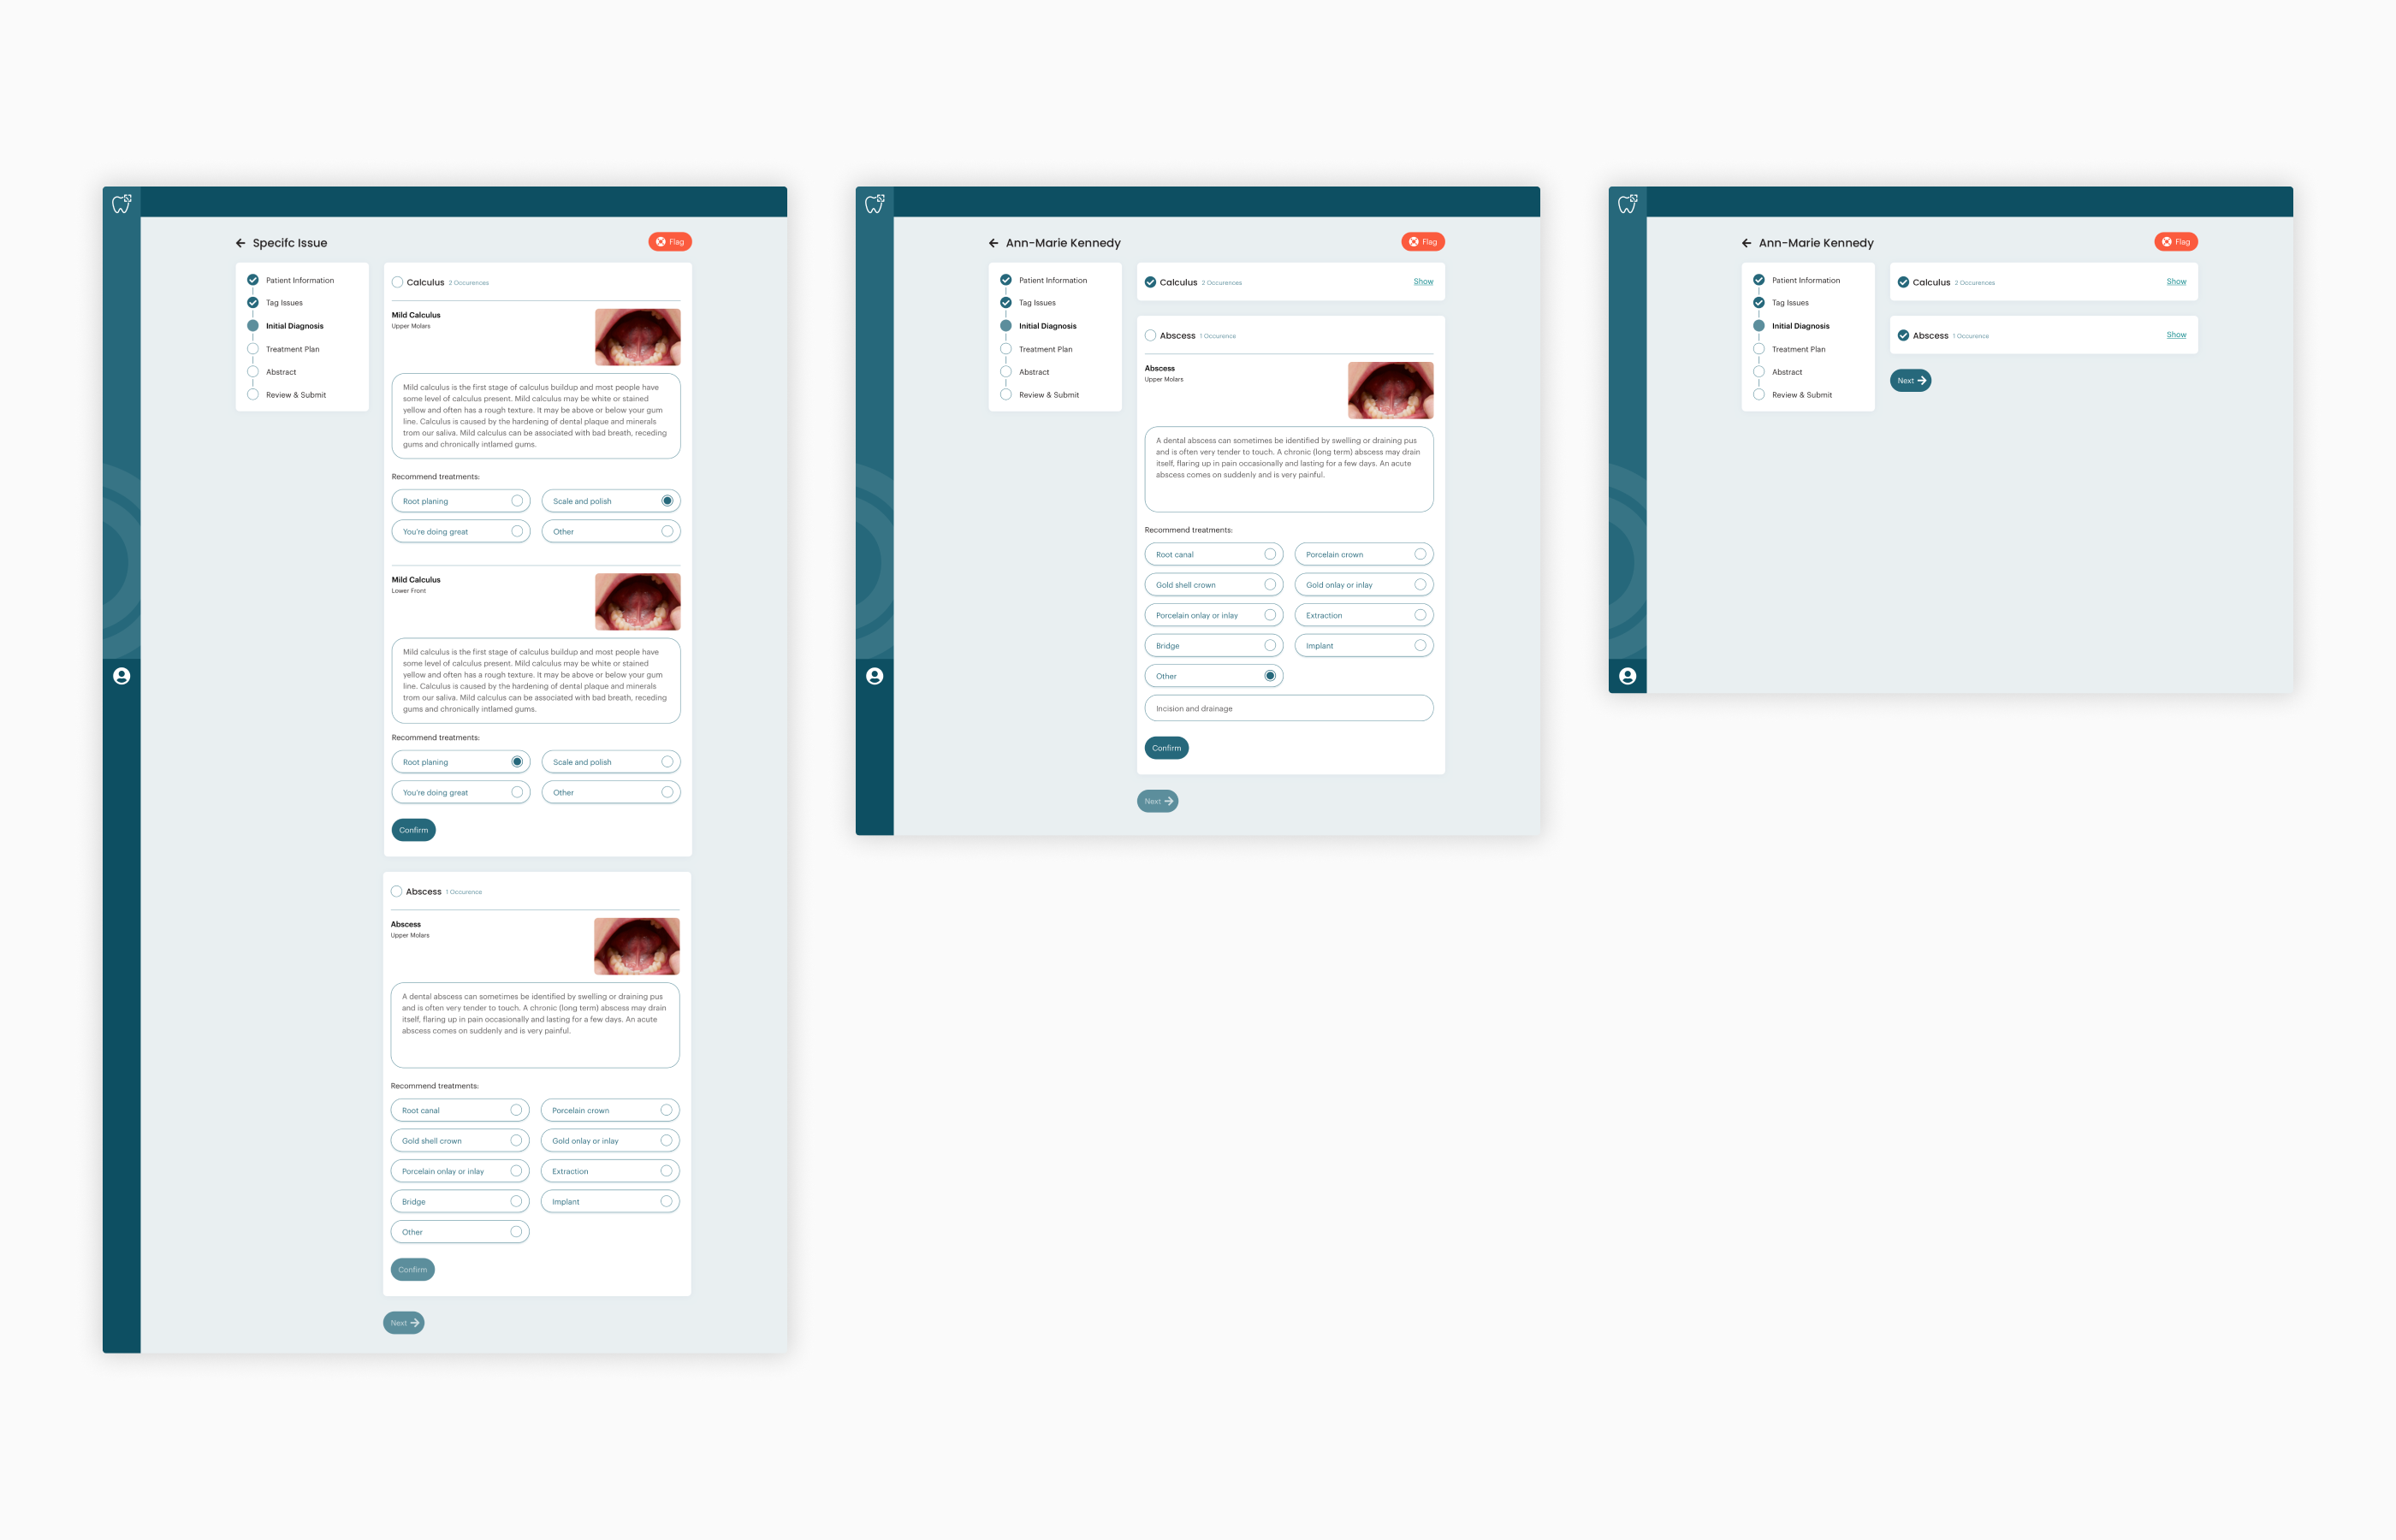 Specifc Issue
Flag
Patient Information
Tag Issues
Initial Diagnosis
Treatment Plan
Abstract
Review & Submit
Calculus 2 Occurences
Mild Calculus
Upper Molars
Mild calculus is the first stage of calculus buildup and most people have
some level of calculus present. Mild calculus may be white or stained
yellow and often has a rough texture. It may be above or below your gum
line. Calculus is caused by the hardening of dental plaque and minerals
trom our saliva. Mild calculus can be associated with bad breath, receding
gums and chronically intlamed gums.
Recommend treatments:
Root planing
Scale and polish
You're doing great
Other
Mild Calculus
Lower Front
Mild calculus is the first stage of calculus buildup and most people have
some level of calculus present. Mild calculus may be white or stained
yellow and often has a rough texture. It may be above or below your gum
line. Calculus is caused by the hardening of dental plaque and minerals
trom our saliva. Mild calculus can be associated with bad breath, receding
gums and chronically intlamed gums.
Recommend treatments:
Root planing
Scale and polish
You're doing great
Other
Confirm
Abscess 1 Occurence
Abscess
Upper Molars
A dental abscess can sometimes be identified by swelling or draining pus
and is often very tender to touch. A chronic (long term) abscess may drain
itself, flaring up in pain occasionally and lasting for a few days. An acute
abscess comes on suddenly and is very painful.
Recommend treatments:
Root canal
Porcelain crown
Gold shell crown
Gold onlay or inlay
Porcelain onlay or inlay
Extraction
Bridge
Implant
Other
Confirm
Next
Ann-Marie Kennedy
Flag
Patient Information
Tag Issues
Initial Diagnosis
Treatment Plan
Abstract
Review & Submit
Calculus 2 Occurences
Show
Abscess 1 Occurence
Abscess
Upper Molars
A dental abscess can sometimes be identified by swelling or draining pus
and is often very tender to touch. A chronic (long term) abscess may drain
itself, flaring up in pain occasionally and lasting for a few days. An acute
abscess comes on suddenly and is very painful.
Recommend treatments:
Root canal
Porcelain crown
Gold shell crown
Gold onlay or inlay
Porcelain onlay or inlay
Extraction
Bridge
Implant
Other
Incision and drainage
Confirm
Next
Ann-Marie Kennedy
Flag
Patient Information
Tag Issues
Initial Diagnosis
Treatment Plan
Abstract
Review & Submit
Calculus 2 Occurences
Show
Abscess 1 Occurence
Show
Next